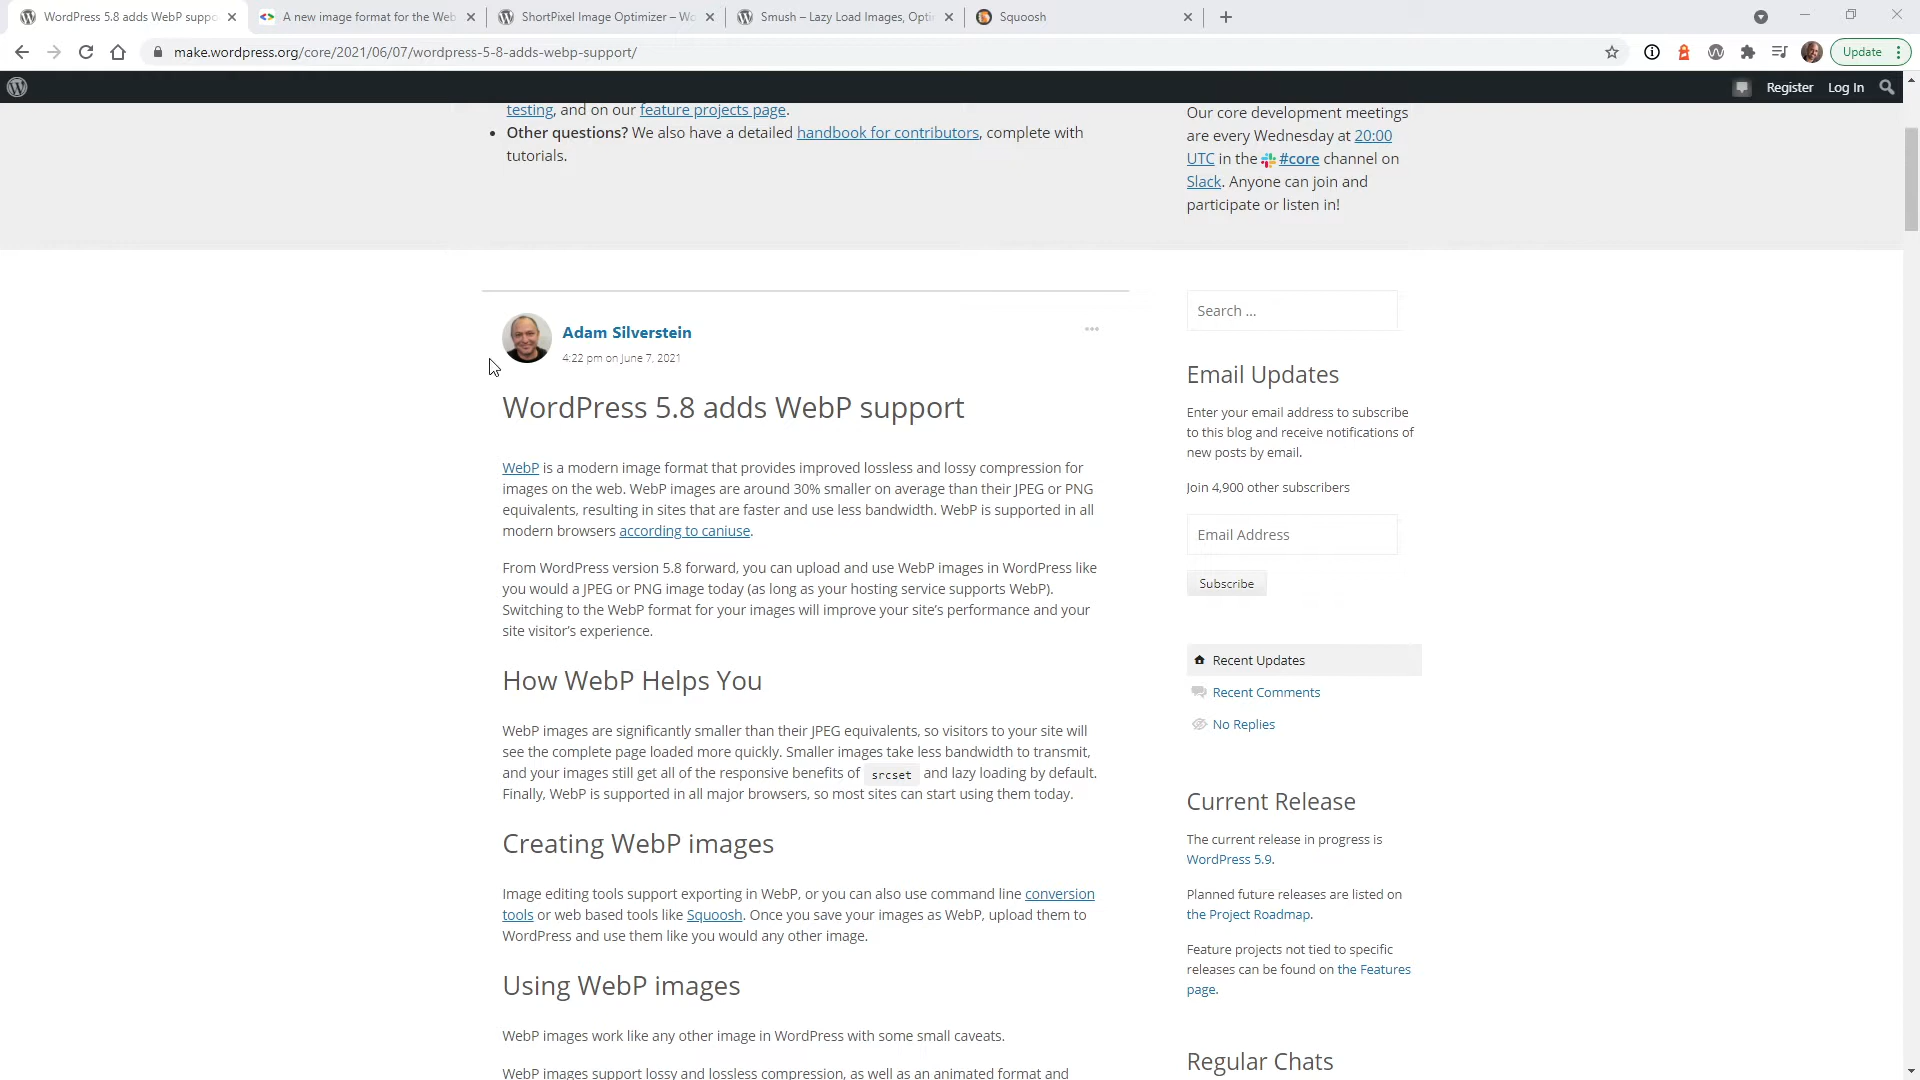 WordPress 5.8 adds WebP suppo
A new image format for the Web
ShortPixel Image Optimizer – Wo
Smush – Lazy Load Images, Opti
Squoosh
make.wordpress.org/core/2021/06/07/wordpress-5-8-adds-webp-support/
Update
Register
Log In
testing, and on our feature projects page.
Other questions? We also have a detailed handbook for contributors, complete with
tutorials.
Our core development meetings
are every Wednesday at 20:00
UTC in the #core channel on
Slack. Anyone can join and
participate or listen in!
Adam Silverstein
4:22 pm on June 7, 2021
WordPress 5.8 adds WebP support
WebP is a modern image format that provides improved lossless and lossy compression for
images on the web. WebP images are around 30% smaller on average than their JPEG or PNG
equivalents, resulting in sites that are faster and use less bandwidth. WebP is supported in all
modern browsers according to caniuse.
From WordPress version 5.8 forward, you can upload and use WebP images in WordPress like
you would a JPEG or PNG image today (as long as your hosting service supports WebP).
Switching to the WebP format for your images will improve your site's performance and your
site visitor's experience.
How WebP Helps You
WebP images are significantly smaller than their JPEG equivalents, so visitors to your site will
see the complete page loaded more quickly. Smaller images take less bandwidth to transmit,
and your images still get all of the responsive benefits of srcset and lazy loading by default.
Finally, WebP is supported in all major browsers, so most sites can start using them today.
Creating WebP images
Image editing tools support exporting in WebP, or you can also use command line conversion
tools or web based tools like Squoosh. Once you save your images as WebP, upload them to
WordPress and use them like you would any other image.
Using WebP images
WebP images work like any other image in WordPress with some small caveats.
WebP images support lossy and lossless compression, as well as an animated format and
Search ...
Email Updates
Enter your email address to subscribe
to this blog and receive notifications of
new posts by email.
Join 4,900 other subscribers
Email Address
Subscribe
Recent Updates
Recent Comments
No Replies
Current Release
The current release in progress is
WordPress 5.9.
Planned future releases are listed on
the Project Roadmap.
Feature projects not tied to specific
releases can be found on the Features
page.
Regular Chats